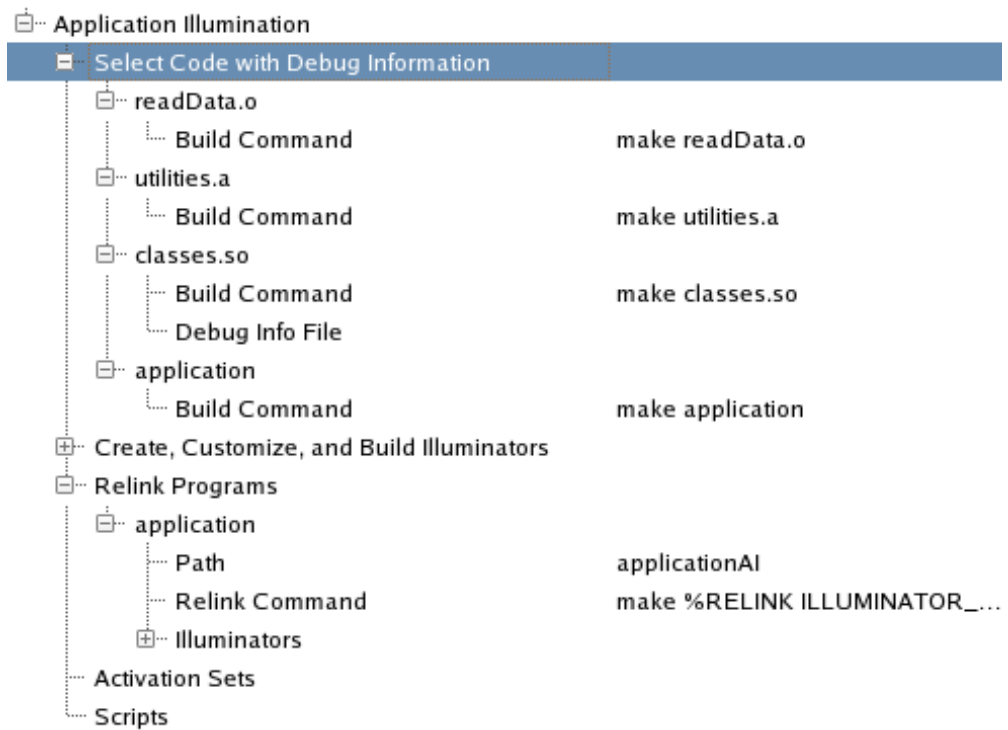 Application Illumination
Select Code with Debug Information
readData.o
Build Command make readData.o
utilities.a
Build Command make utilities.a
classes.so
Build Command make classes.so
Debug Info File
application
Build Command make application
Create, Customize, and Build Illuminators
Relink Programs
application
Path applicationAI
Relink Command make %RELINK ILLUMINATOR_...
Illuminators
Activation Sets
Scripts